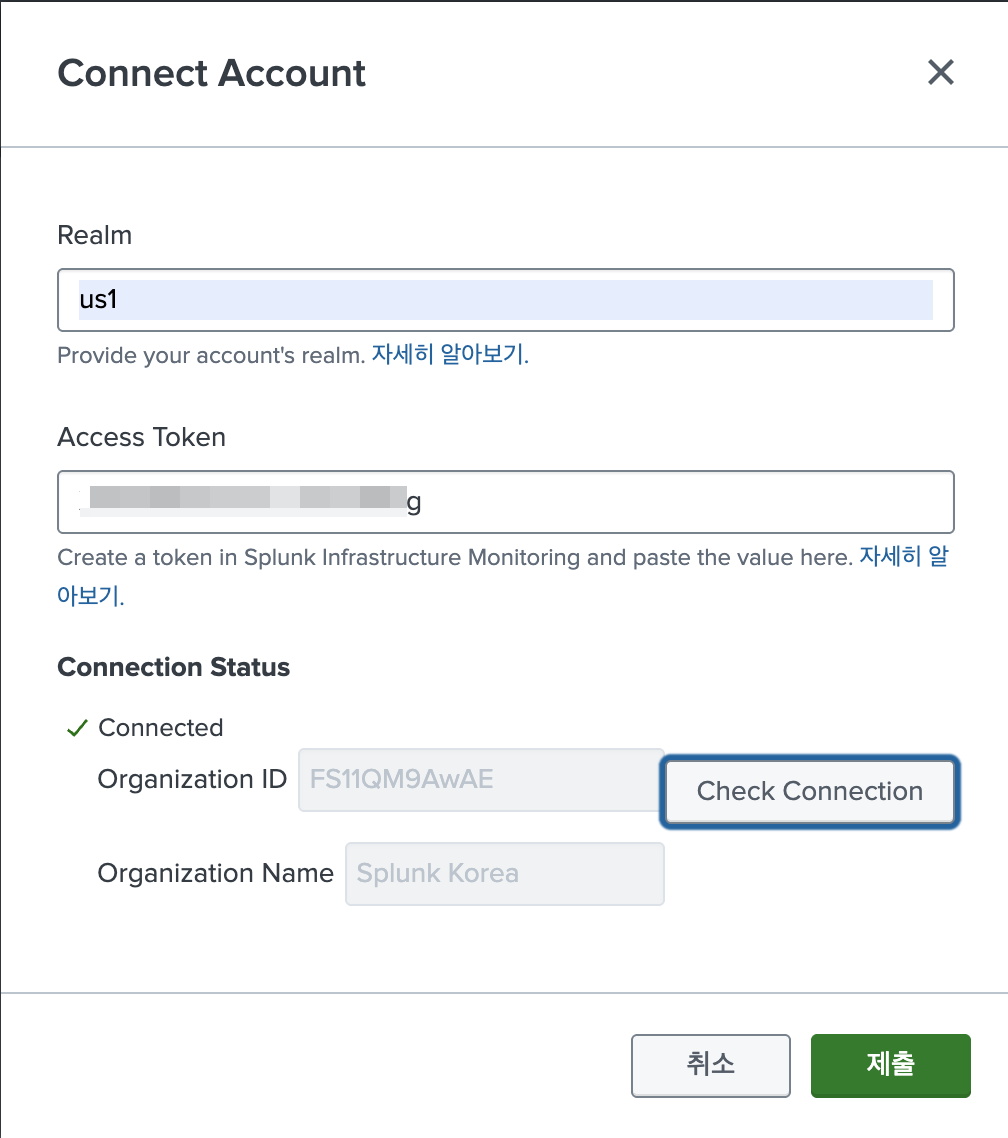 Connect Account
Realm
us1
Provide your account's realm. 자세히 알아보기.
Access Token
g
Create a token in Splunk Infrastructure Monitoring and paste the value here. 자세히 알
아보기.
Connection Status
Connected
Organization ID FS11QM9AwAE Check Connection
Organization Name Splunk Korea
취소 제출